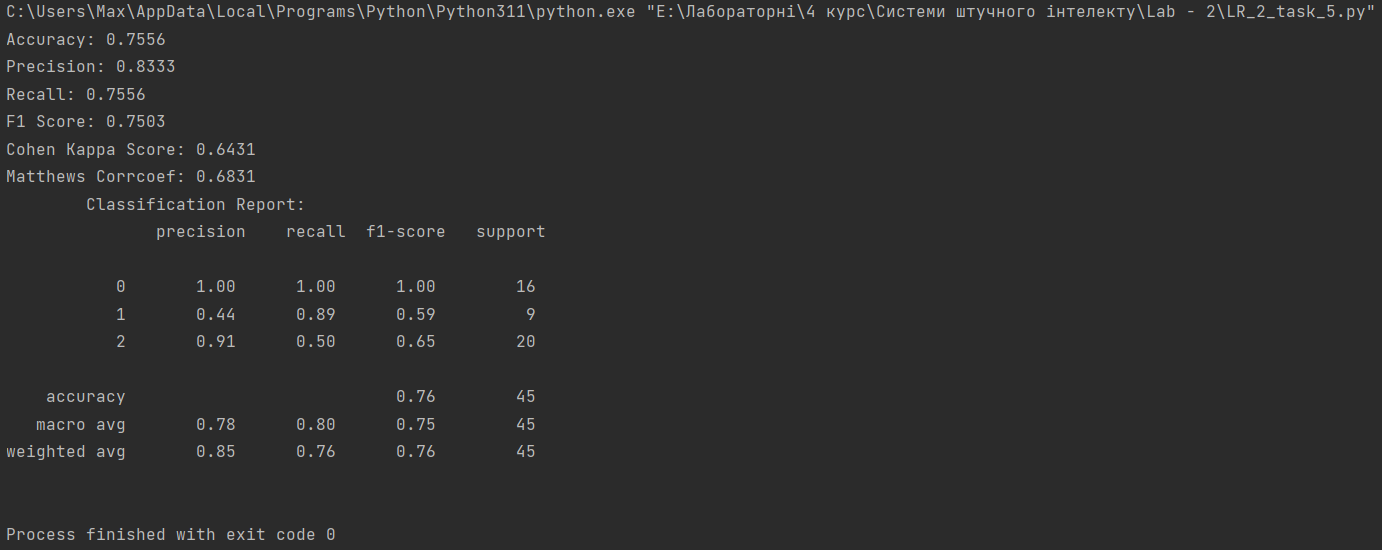 C:\Users\Max\AppData\Local\Programs\Python\Python311\python.exe "E:\Лабораторні\4 курс\Системи штучного інтелекту\Lab - 2\LR_2_task_5.py"
Accuracy: 0.7556
Precision: 0.8333
Recall: 0.7556
F1 Score: 0.7503
Cohen Kappa Score: 0.6431
Matthews Corrcoef: 0.6831
        Classification Report:
               precision    recall  f1-score   support

           0       1.00      1.00      1.00        16
           1       0.44      0.89      0.59         9
           2       0.91      0.50      0.65        20

    accuracy                           0.76        45
   macro avg       0.78      0.80      0.75        45
weighted avg       0.85      0.76      0.76        45

Process finished with exit code 0